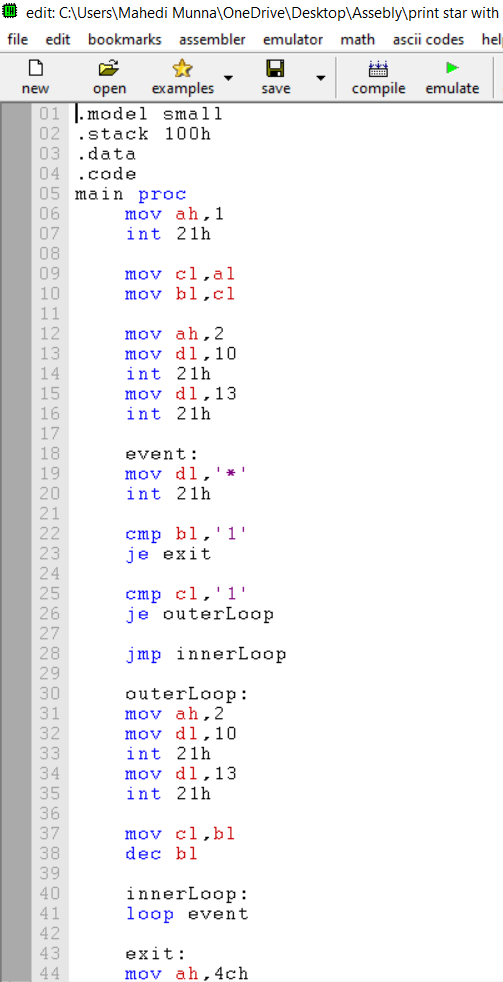 edit: C:\Users\Mahedi Munna\OneDrive\Desktop\Assebly\print star with
file edit bookmarks assembler emulator math ascii codes hel
new open examples save compile emulate
01 .model small
02 .stack 100h
03 .data
04 .code
05 main proc
06 mov ah,1
07 int 21h
08
09 mov cl,al
10 mov bl,cl
11
12 mov ah,2
13 mov dl,10
14 int 21h
15 mov dl,13
16 int 21h
17
18 event:
19 mov dl,'*'
20 int 21h
21
22 cmp bl,'1'
23 je exit
24
25 cmp cl,'1'
26 je outerLoop
27
28 jmp innerLoop
29
30 outerLoop:
31 mov ah,2
32 mov dl,10
33 int 21h
34 mov dl,13
35 int 21h
36
37 mov cl,bl
38 dec bl
39
40 innerLoop:
41 loop event
42
43 exit:
44 mov ah,4ch